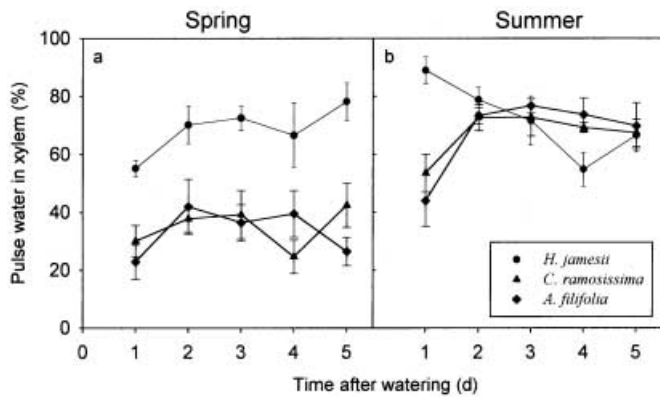 Spring Summer
100
80
60
40
20
0
a b
Pulse water in xylem (%)
H. jamesii
C. ramosissima
A. filifolia
0 1 2 3 4 5 1 2 3 4 5
Time after watering (d)